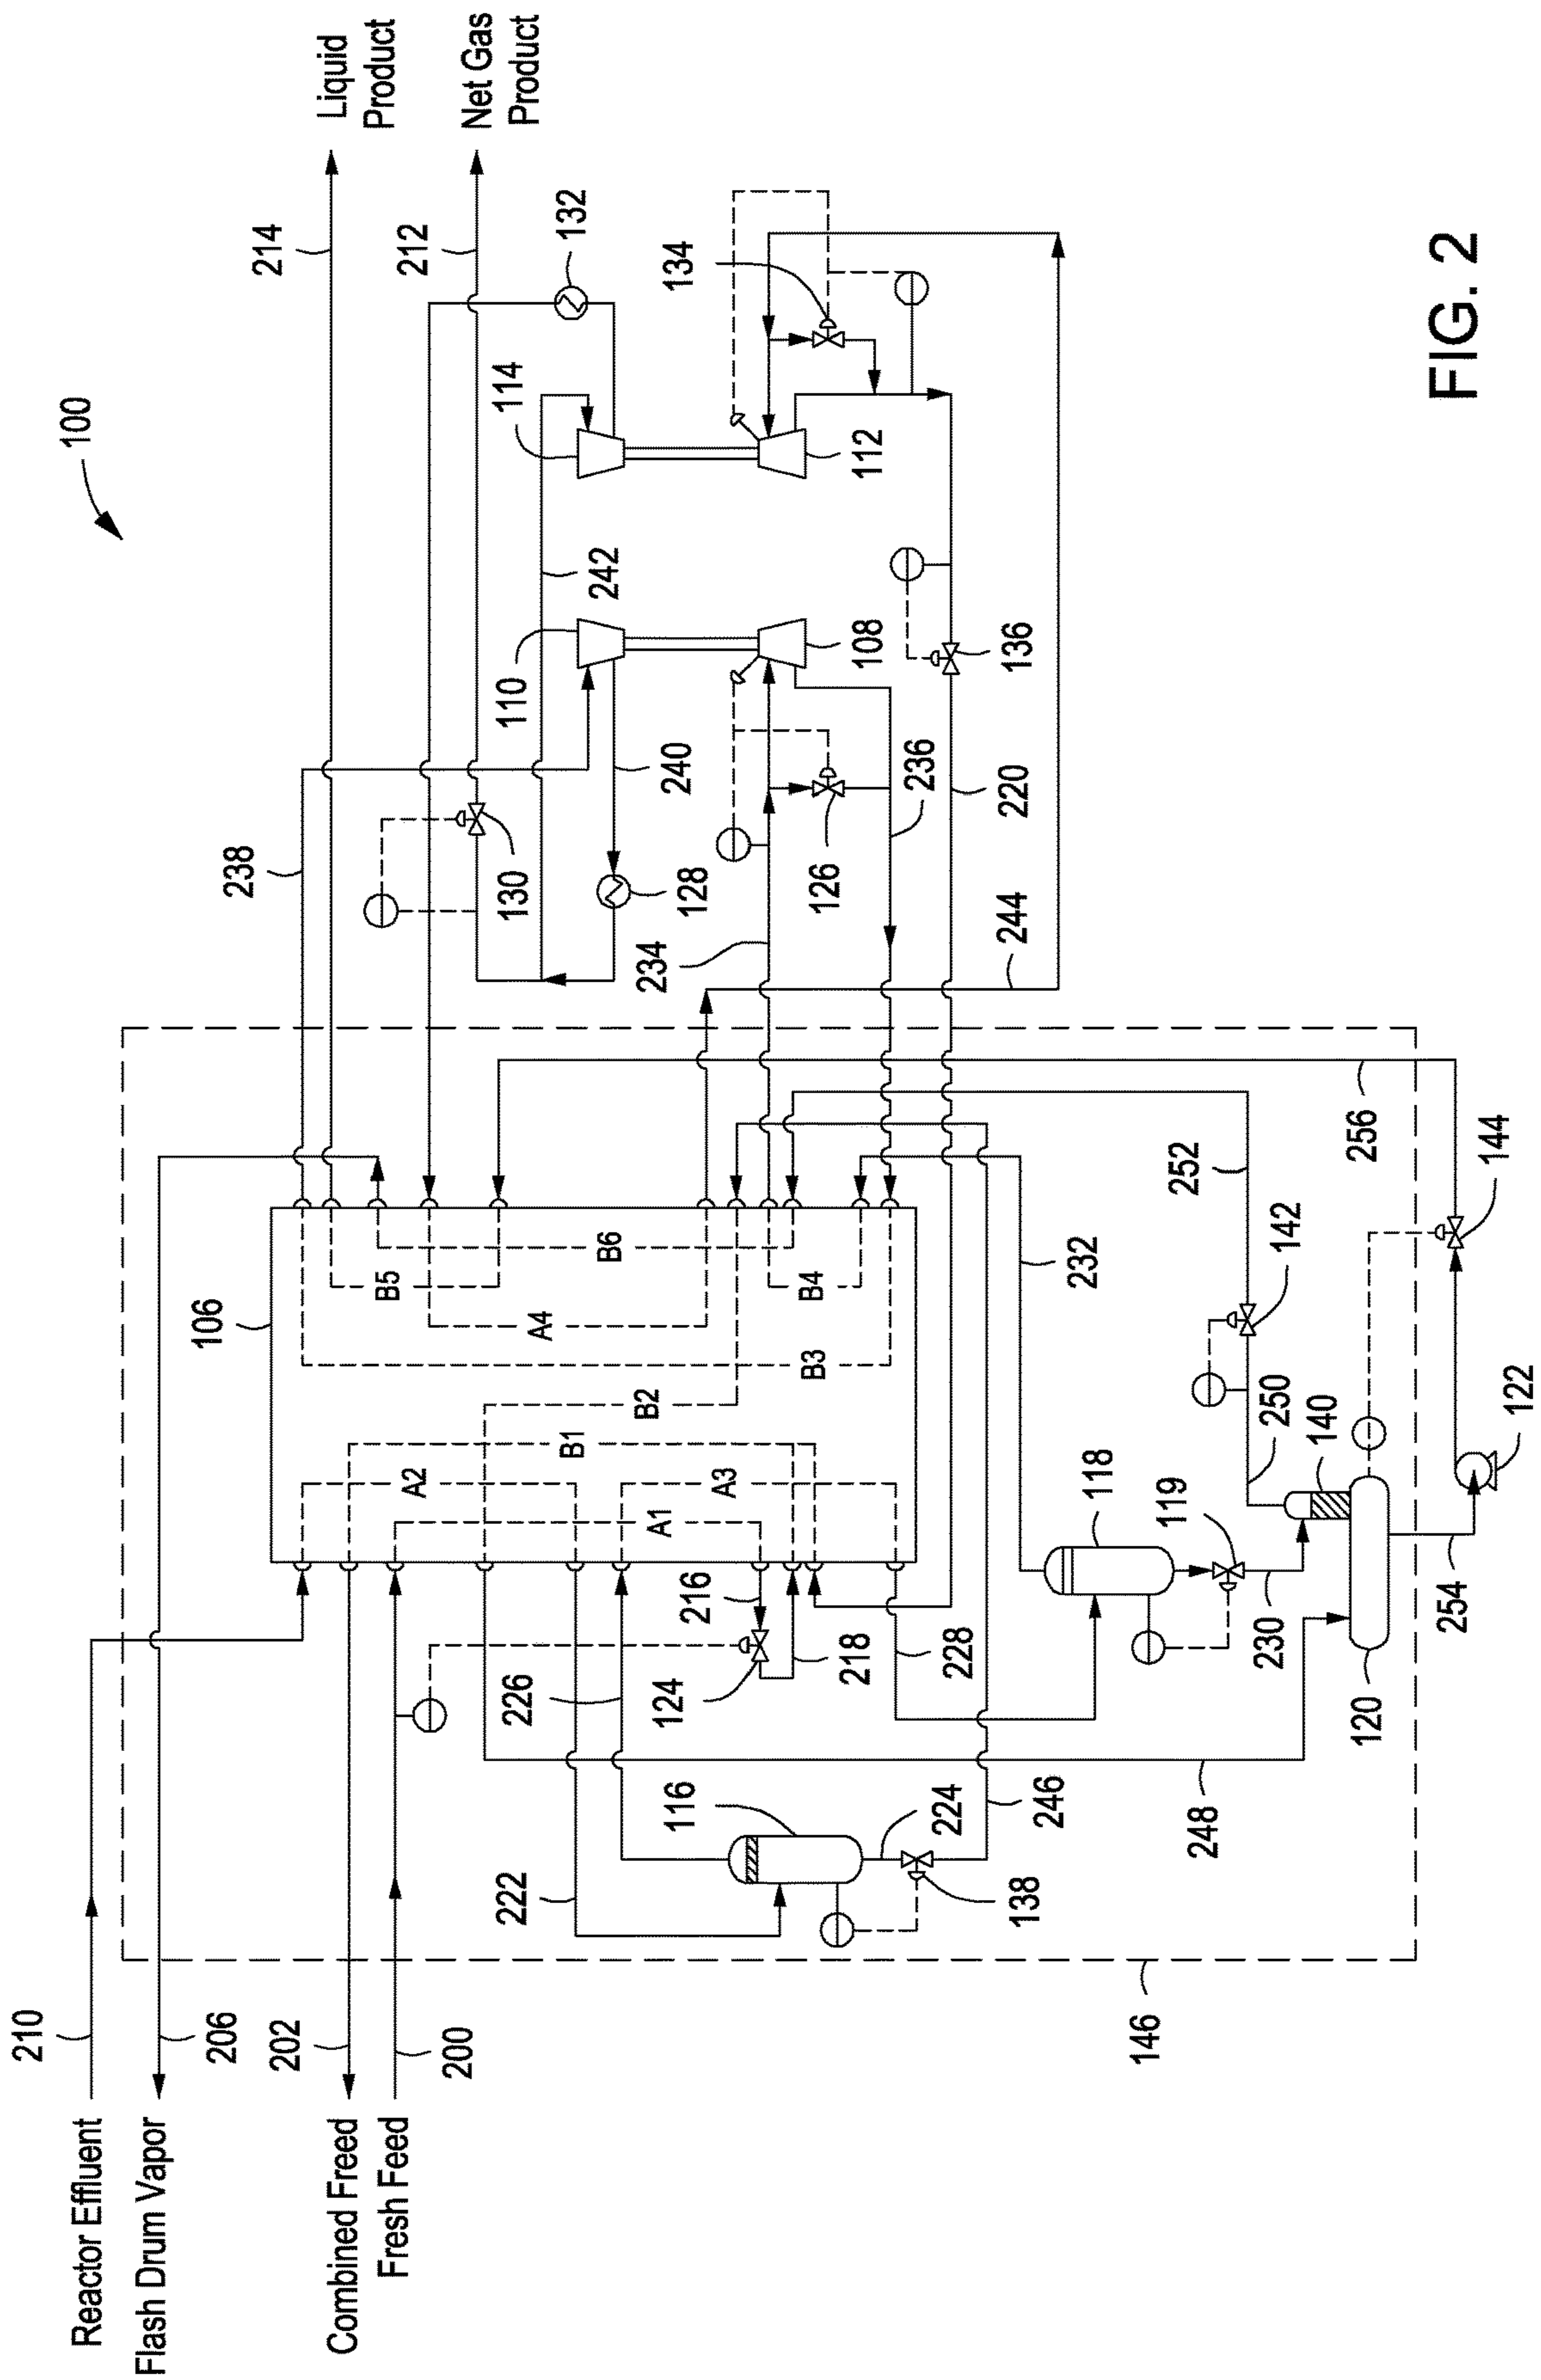 100
Liquid
Product
Net Gas
Product
214
212
132
134
114
112
110
242
108
136
238
130
240
128
236
220
126
234
244
106
B5
B6
A4
B4
B3
B2
B1
A2
A3
A1
256
252
144
142
232
250
140
122
118
119
216
218
228
230
254
226
124
120
116
224
222
246
138
248
146
210
206
202
200
Reactor Effluent
Flash Drum Vapor
Combined Freed
Fresh Feed
FIG. 2